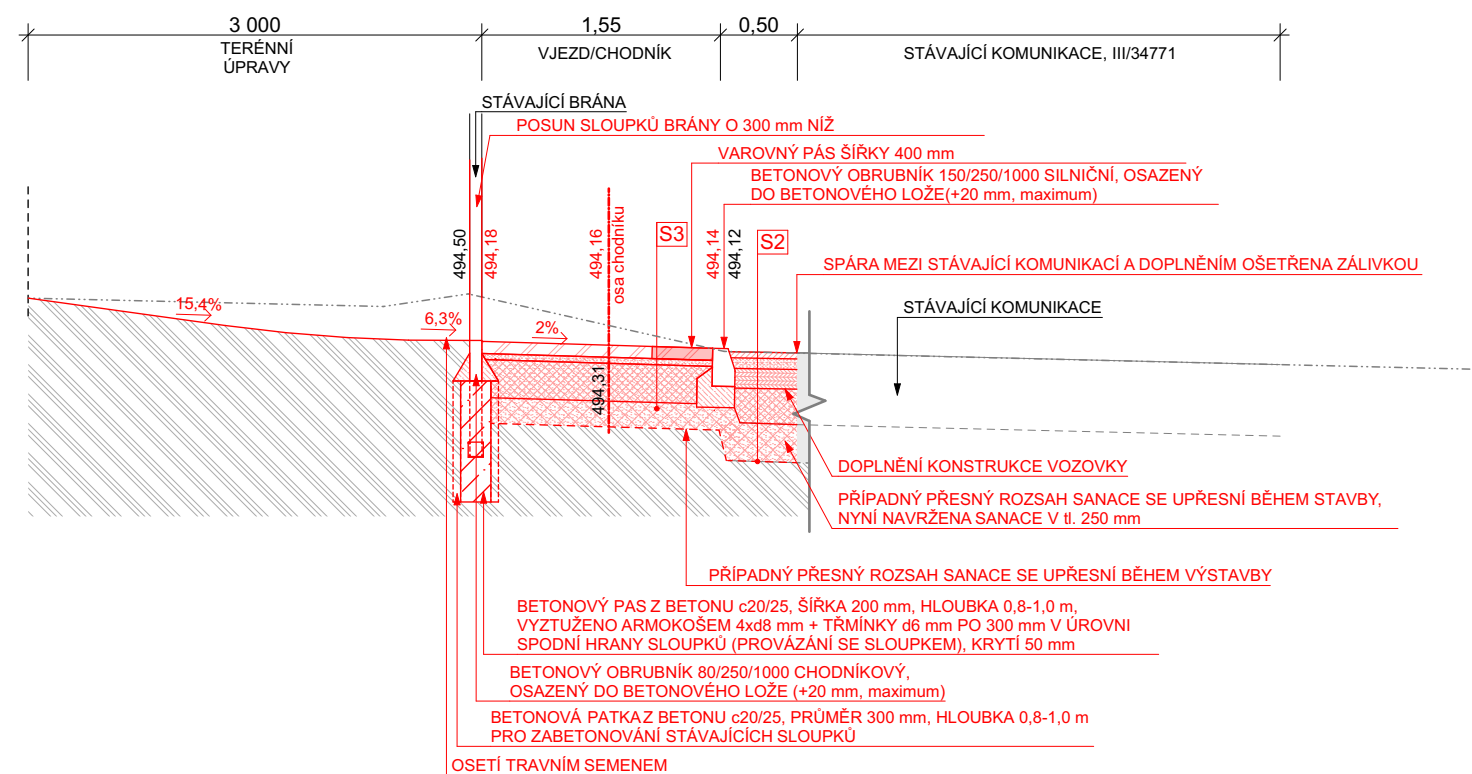 3 000
1,55
0,50
TERÉNNÍ
ÚPRAVY
VJEZD/CHODNÍK
STÁVAJÍCÍ KOMUNIKACE, III/34771
STÁVAJÍCÍ BRÁNA
POSUN SLOUPKŮ BRÁNY O 300 mm NÍŽ
VAROVNÝ PÁS ŠÍŘKY 400 mm
BETONOVÝ OBRUBNÍK 150/250/1000 SILNIČNÍ, OSAZENÝ
DO BETONOVÉHO LOŽE(+20 mm, maximum)
494,50
494,18
494,16
osa chodníku
S3
494,14
494,12
S2
SPÁRA MEZI STÁVAJÍCÍ KOMUNIKACÍ A DOPLNĚNÍM OŠETŘENA ZÁLIVKOU
STÁVAJÍCÍ KOMUNIKACE
15,4%
6,3%
2%
494,31
DOPLNĚNÍ KONSTRUKCE VOZOVKY
PŘÍPADNÝ PŘESNÝ ROZSAH SANACE SE UPŘESNÍ BĚHEM STAVBY,
NYNÍ NAVRŽENA SANACE V tl. 250 mm
PŘÍPADNÝ PŘESNÝ ROZSAH SANACE SE UPŘESNÍ BĚHEM VÝSTAVBY
BETONOVÝ PAS Z BETONU c20/25, ŠÍŘKA 200 mm, HLOUBKA 0,8-1,0 m,
VYZTUŽENO ARMOKOŠEM 4xd8 mm + TŘMÍNKY d6 mm PO 300 mm V ÚROVNI
SPODNÍ HRANY SLOUPKŮ (PROVÁZÁNÍ SE SLOUPKEM), KRYTÍ 50 mm
BETONOVÝ OBRUBNÍK 80/250/1000 CHODNÍKOVÝ,
OSAZENÝ DO BETONOVÉHO LOŽE (+20 mm, maximum)
BETONOVÁ PATKA Z BETONU c20/25, PRŮMĚR 300 mm, HLOUBKA 0,8-1,0 m
PRO ZABETONOVÁNÍ STÁVAJÍCÍCH SLOUPKŮ
OSETÍ TRAVNÍM SEMENEM